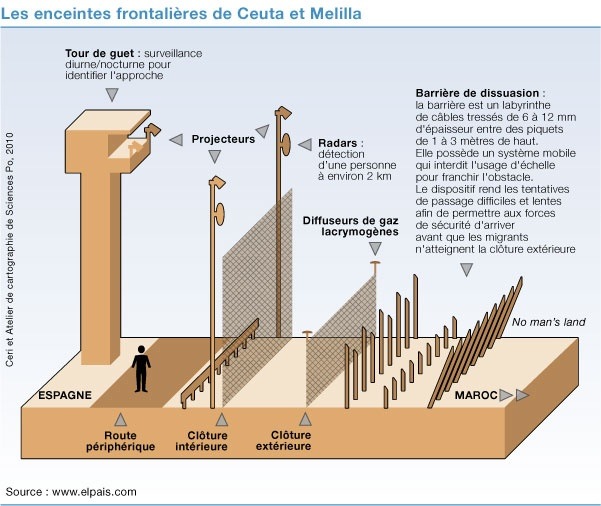 Les enceintes frontalières de Ceuta et Melilla
Tour de guet : surveillance
diurne/nocturne pour
identifier l'approche
Projecteurs
Radars :
détection
d'une personne
à environ 2 km
Diffuseurs de gaz
lacrymogènes
Barrière de dissuasion :
la barrière est un labyrinthe
de câbles tressés de 6 à 12 mm
d'épaisseur entre des piquets
de 1 à 3 mètres de haut.
Elle possède un système mobile
qui interdit l'usage d'échelle
pour franchir l'obstacle.
Le dispositif rend les tentatives
de passage difficiles et lentes
afin de permettre aux forces
de sécurité d'arriver
avant que les migrants
n'atteignent la clôture extérieure
No man's land
ESPAGNE
MAROC
Route
périphérique
Clôture
intérieure
Clôture
extérieure
Ceri et Atelier de cartographie de Sciences Po, 2010
Source : www.elpais.com